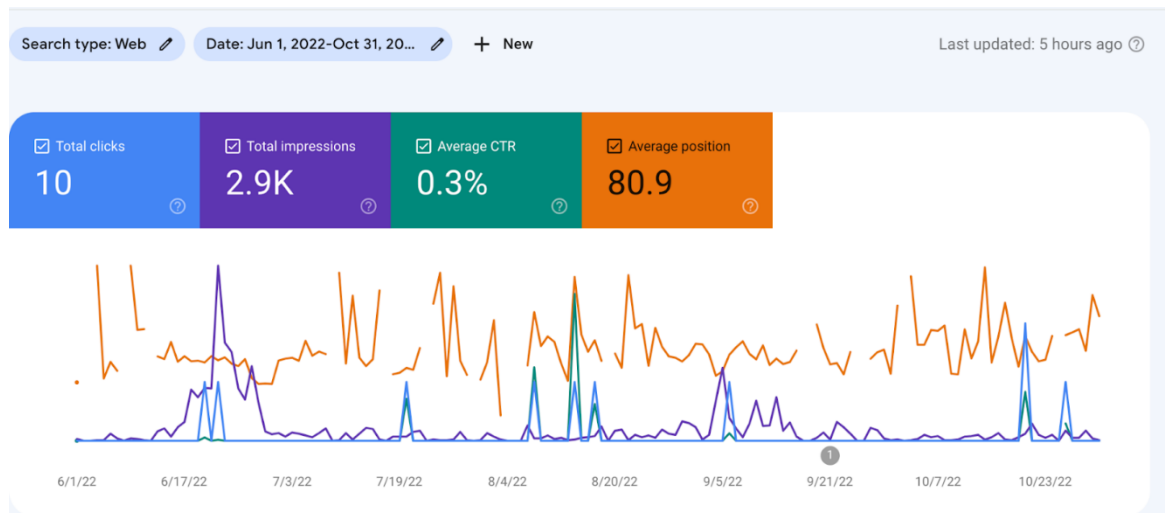 Search type: Web
Date: Jun 1, 2022-Oct 31, 20...
+ New
Last updated: 5 hours ago
Total clicks
Total impressions
Average CTR
Average position
10
2.9K
0.3%
80.9
1
6/1/22
6/17/22
7/3/22
7/19/22
8/4/22
8/20/22
9/5/22
9/21/22
10/7/22
10/23/22